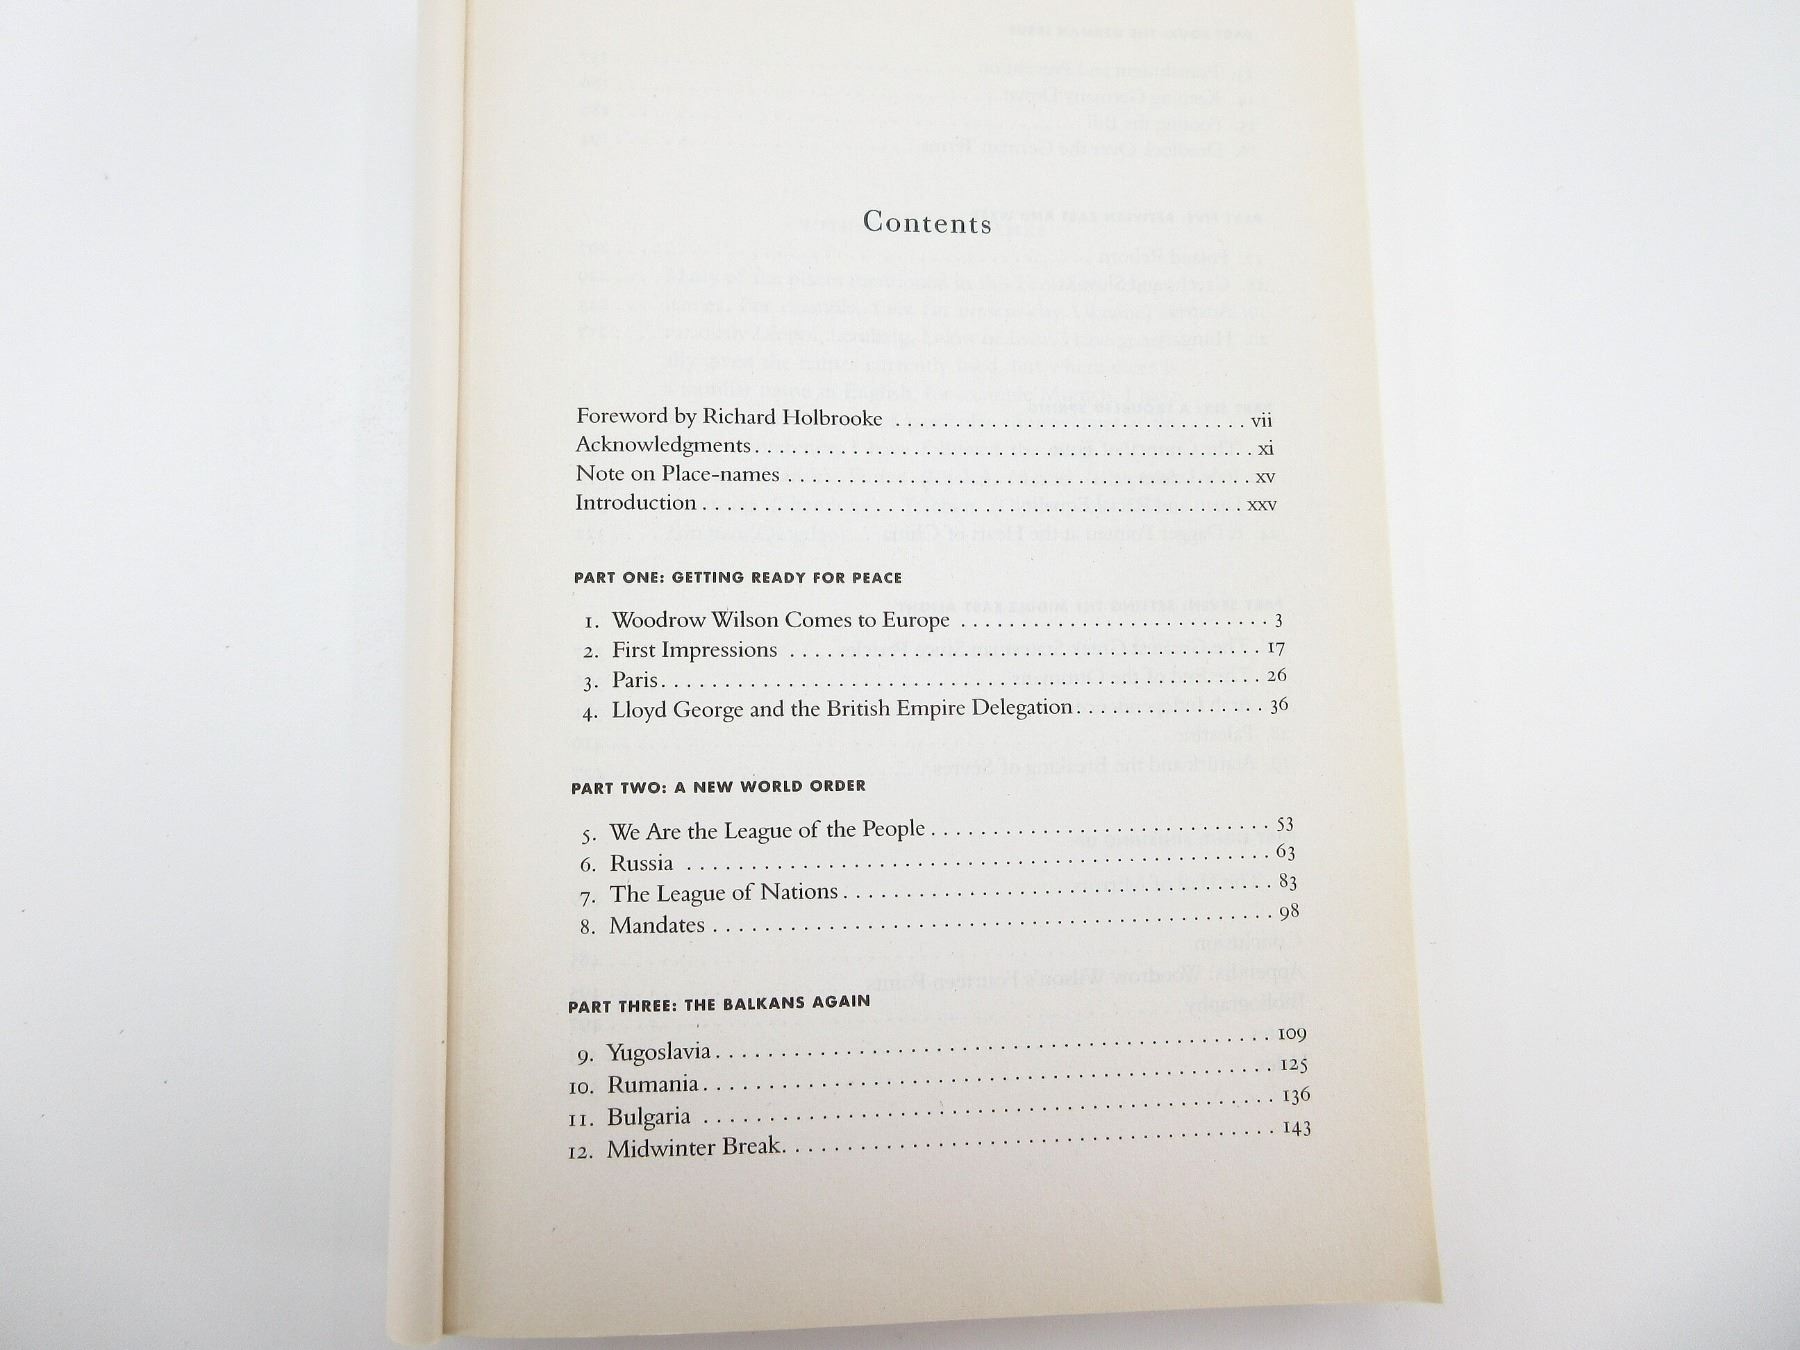 Contents
Foreword by Richard Holbrooke . . . . . . . . . . . . . . . . . . . . . . . . . . . . . vii
Acknowledgments . . . . . . . . . . . . . . . . . . . . . . . . . . . . . . . . . . . . . . . . . xi
Note on Place-names . . . . . . . . . . . . . . . . . . . . . . . . . . . . . . . . . . . . . . xv
Introduction . . . . . . . . . . . . . . . . . . . . . . . . . . . . . . . . . . . . . . . . . . . . xxv
PART ONE: GETTING READY FOR PEACE
1. Woodrow Wilson Comes to Europe . . . . . . . . . . . . . . . . . . . . . . . . . . 3
2. First Impressions . . . . . . . . . . . . . . . . . . . . . . . . . . . . . . . . . . . . . . . 17
3. Paris . . . . . . . . . . . . . . . . . . . . . . . . . . . . . . . . . . . . . . . . . . . . . . . . . 26
4. Lloyd George and the British Empire Delegation . . . . . . . . . . . . . . . . 36
PART TWO: A NEW WORLD ORDER
5. We Are the League of the People . . . . . . . . . . . . . . . . . . . . . . . . . . . . 53
6. Russia . . . . . . . . . . . . . . . . . . . . . . . . . . . . . . . . . . . . . . . . . . . . . . . . 63
7. The League of Nations . . . . . . . . . . . . . . . . . . . . . . . . . . . . . . . . . . . 83
8. Mandates . . . . . . . . . . . . . . . . . . . . . . . . . . . . . . . . . . . . . . . . . . . . . 98
PART THREE: THE BALKANS AGAIN
9. Yugoslavia . . . . . . . . . . . . . . . . . . . . . . . . . . . . . . . . . . . . . . . . . . . 109
10. Rumania . . . . . . . . . . . . . . . . . . . . . . . . . . . . . . . . . . . . . . . . . . . . 125
11. Bulgaria . . . . . . . . . . . . . . . . . . . . . . . . . . . . . . . . . . . . . . . . . . . . 136
12. Midwinter Break . . . . . . . . . . . . . . . . . . . . . . . . . . . . . . . . . . . . . . 143